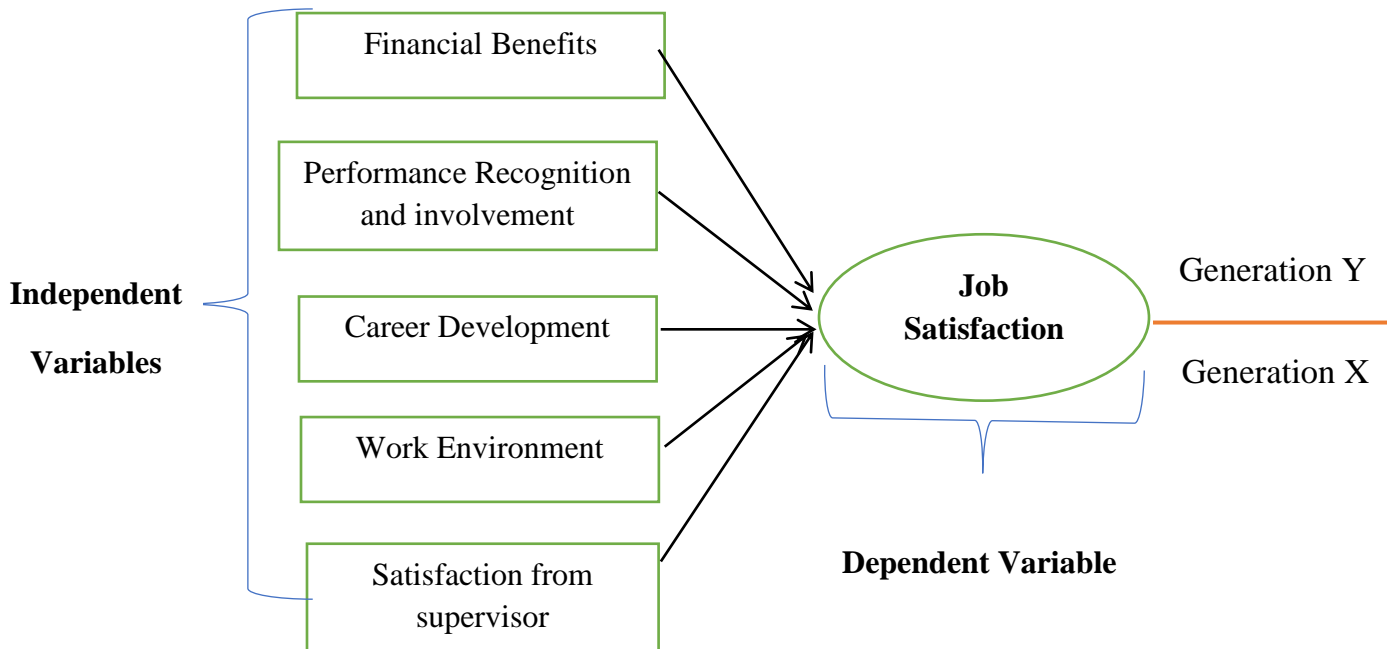 Financial Benefits
Performance Recognition
and involvement
Independent
Variables
Career Development
Work Environment
Satisfaction from
supervisor
Job
Satisfaction
Generation Y
Generation X
Dependent Variable